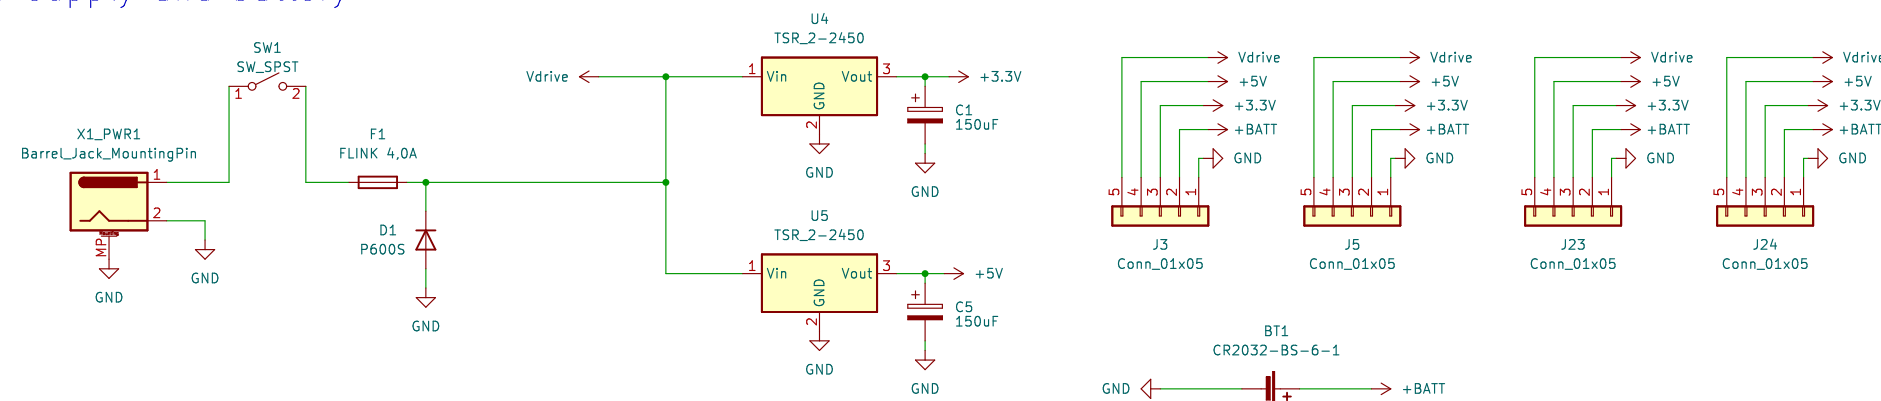 supply and battery
SW1
SW_SPST
1
2
X1_PWR1
Barrel_Jack_MountingPin
1
2
MP
GND
GND
F1
FLINK 4,0A
D1
P600S
GND
Vdrive
U4
TSR_2-2450
1
Vin
Vout
3
GND
2
GND
+3.3V
+
C1
150uF
GND
U5
TSR_2-2450
1
Vin
Vout
3
GND
2
GND
+5V
+
C5
150uF
GND
Vdrive
+5V
+3.3V
+BATT
GND
5
4
3
2
1
J3
Conn_01x05
Vdrive
+5V
+3.3V
+BATT
GND
5
4
3
2
1
J5
Conn_01x05
Vdrive
+5V
+3.3V
+BATT
GND
5
4
3
2
1
J23
Conn_01x05
Vdrive
+5V
+3.3V
+BATT
GND
5
4
3
2
1
J24
Conn_01x05
BT1
CR2032-BS-6-1
GND
+
+BATT